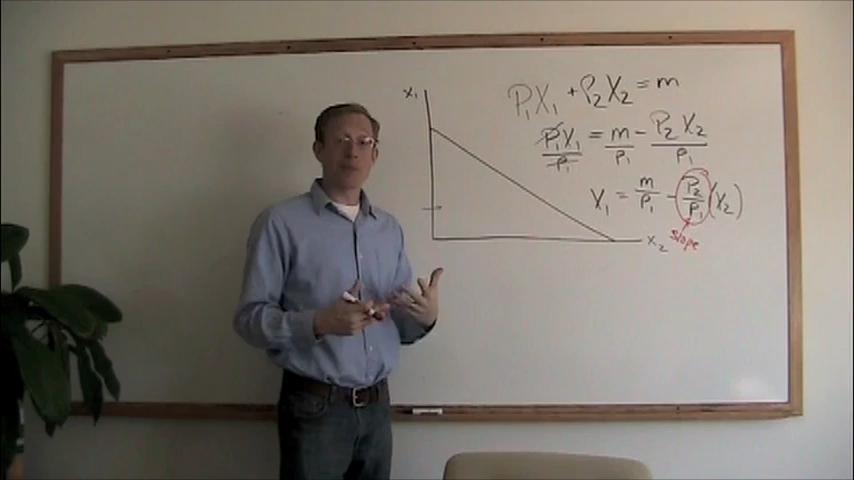 P₁X₁ + P₂X₂ = m
P₁X₁/P₁ = m/P₁ - P₂X₂/P₁
X₁ = m/P₁ - P₂/P₁ (X₂)
slope
X₁
X₂